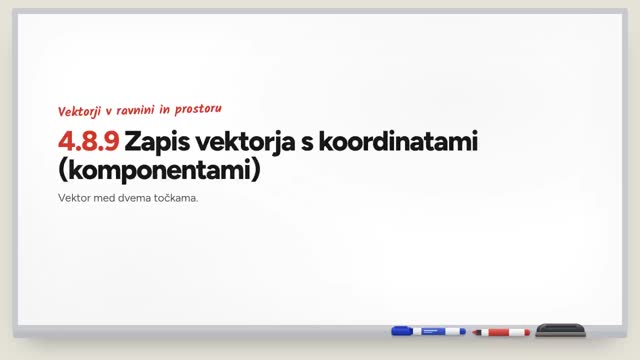 Vektorji v ravnini in prostoru
4.8.9 Zapis vektorja s koordinatami
(komponentami)
Vektor med dvema točkama.